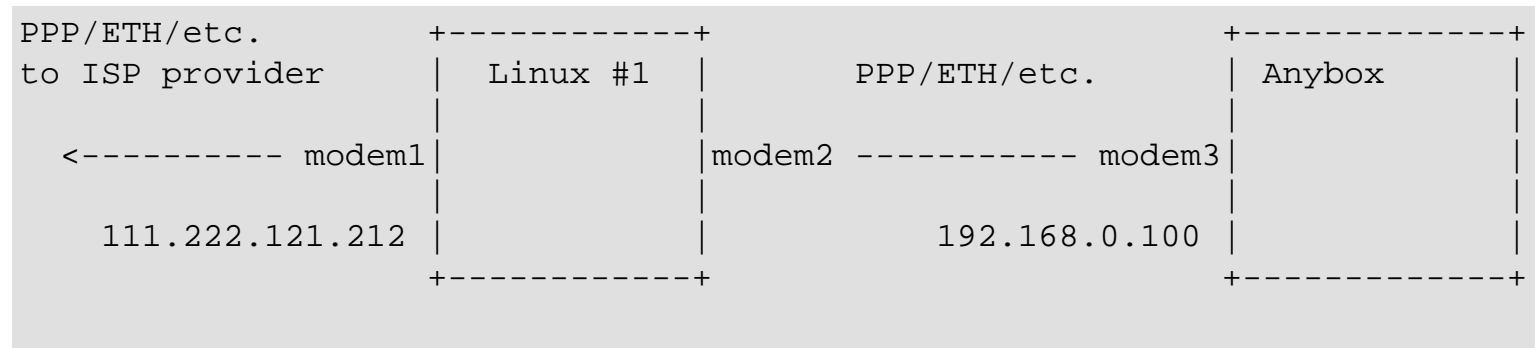 PPP/ETH/etc.           +------------+                         +-------------+
to ISP provider        |  Linux #1  |       PPP/ETH/etc.      | Anybox      |
                       |            |                         |             |
  <---------- modem1|            |modem2 ----------- modem3|             |
                       |            |                         |             |
    111.222.121.212 |            |           192.168.0.100 |             |
                       +------------+                         +-------------+